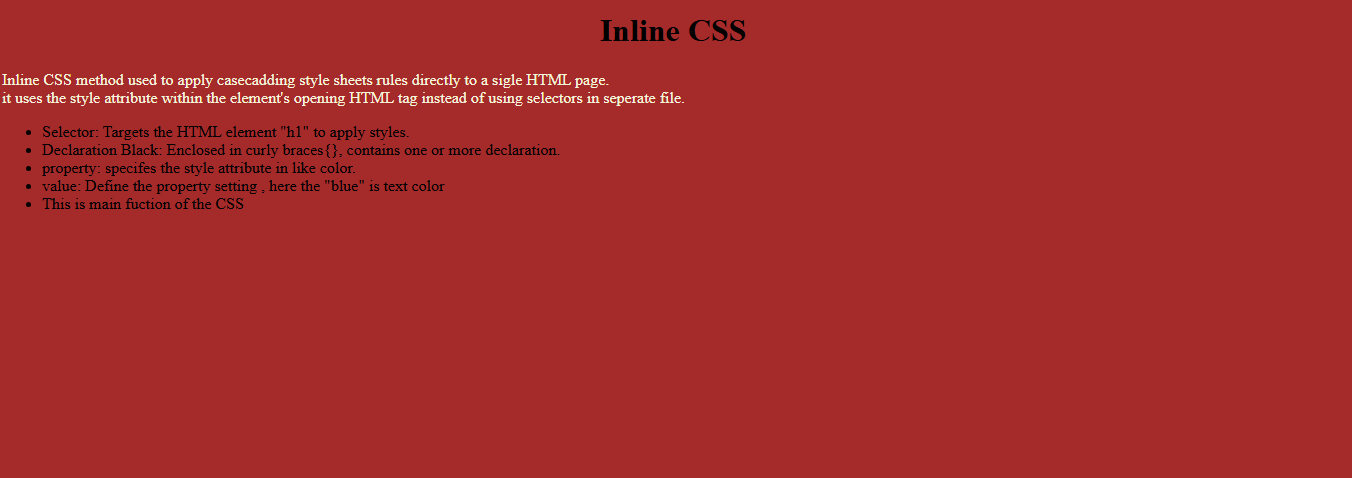 Inline CSS
Inline CSS method used to apply casecadding style sheets rules directly to a sigle HTML page.
it uses the style attribute within the element's opening HTML tag instead of using selectors in seperate file.
Selector: Targets the HTML element "h1" to apply styles.
Declaration Black: Enclosed in curly braces{}, contains one or more declaration.
property: specifes the style attribute in like color.
value: Define the property setting , here the "blue" is text color
This is main fuction of the CSS